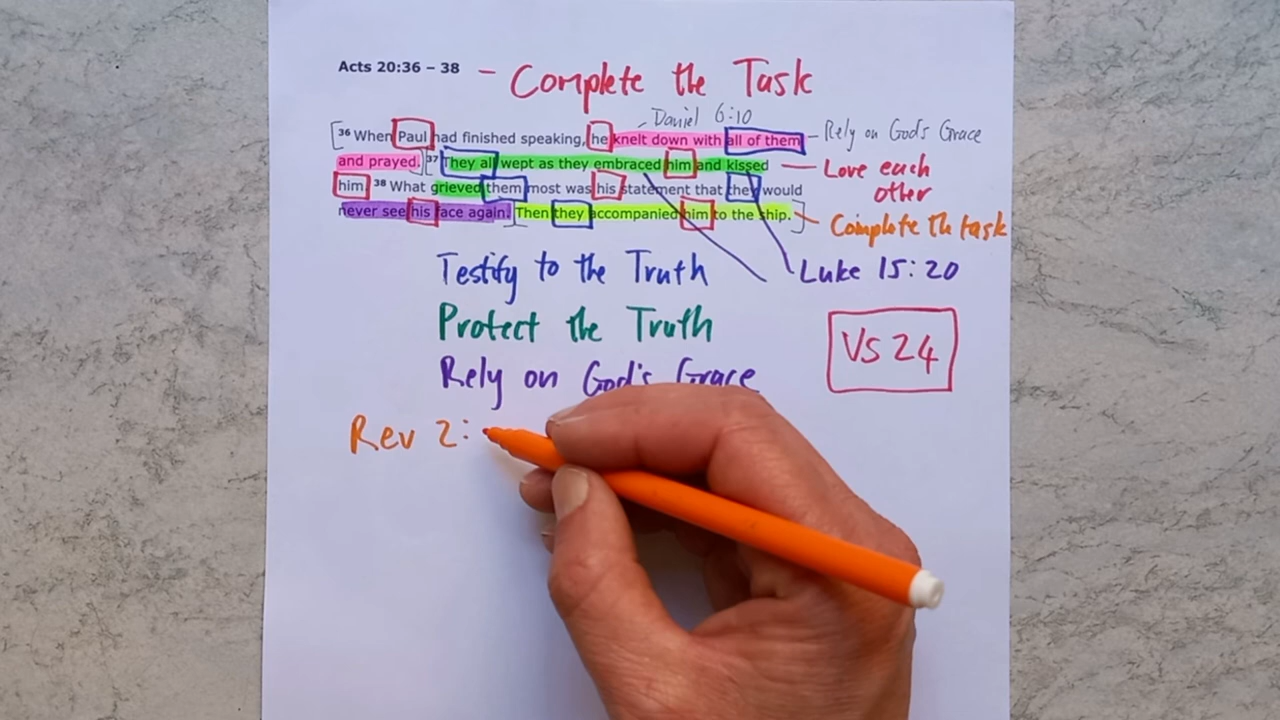 Acts 20:36 – 38 – Complete the Task
Daniel 6:10
[36 When Paul had finished speaking, he knelt down with all of them – Rely on God's Grace
and prayed.] [37 They all wept as they embraced him and kissed — Love each
other
him. 38 What grieved them most was his statement that they would
never see his face again.] [Then they accompanied him to the ship.] – Complete the task
Testify to the Truth
Luke 15:20
Protect the Truth
Vs 24
Rely on God's Grace
Rev 2: